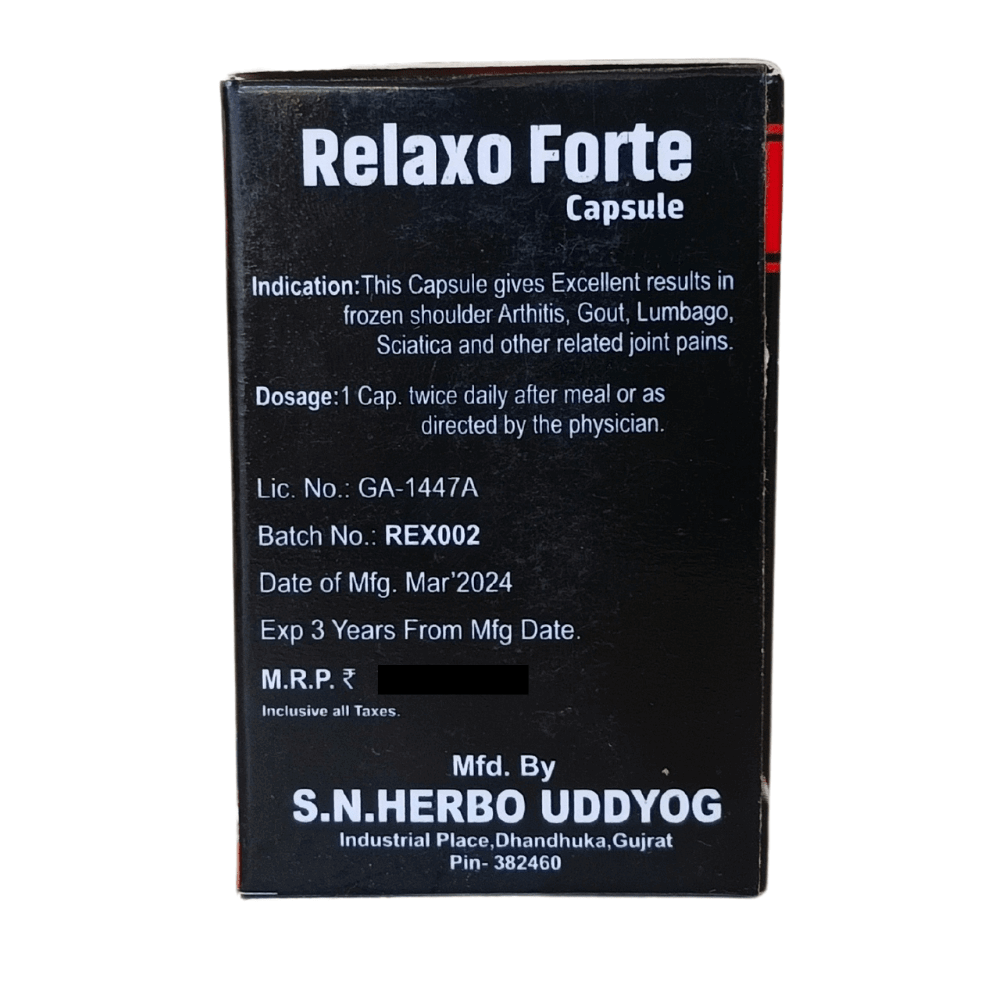 Relaxo Forte
Capsule
Indication:This Capsule gives Excellent results in
frozen shoulder Arthitis, Gout, Lumbago,
Sciatica and other related joint pains.
Dosage:1 Cap. twice daily after meal or as
directed by the physician.
Lic. No.: GA-1447A
Batch No.: REX002
Date of Mfg. Mar'2024
Exp 3 Years From Mfg Date.
M.R.P. ₹
Inclusive all Taxes.
Mfd. By
S.N.HERBO UDDYOG
Industrial Place,Dhandhuka,Gujrat
Pin- 382460